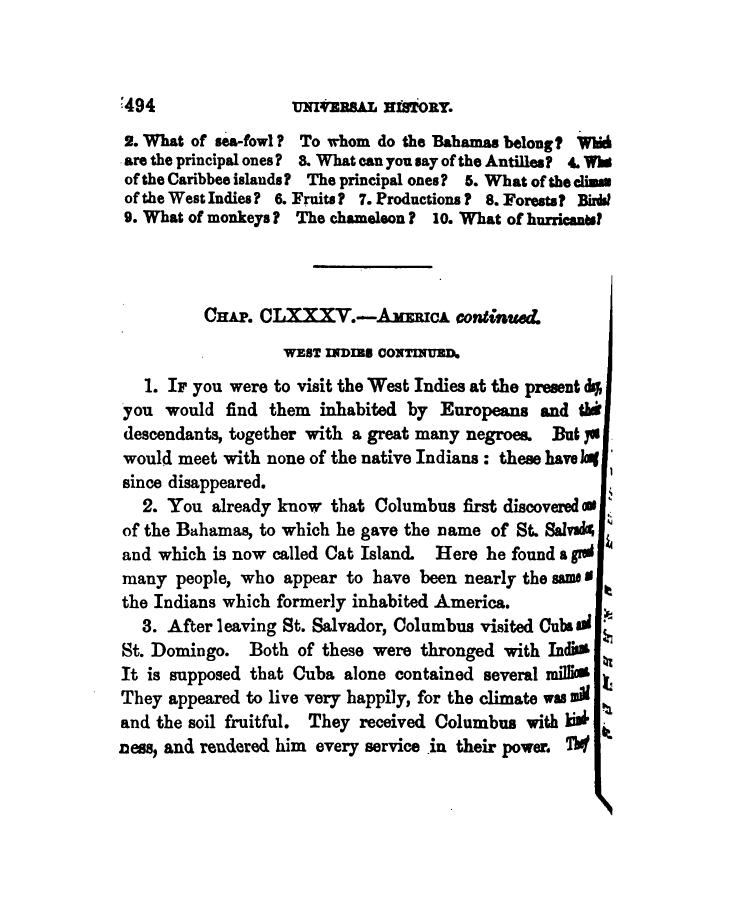 494 UNIVERSAL HISTORY.
2. What of sea-fowl? To whom do the Bahamas belong? Which
are the principal ones? 3. What can you say of the Antilles? 4. What
of the Caribbee islands? The principal ones? 5. What of the climate
of the West Indies? 6. Fruits? 7. Productions? 8. Forests? Birds?
9. What of monkeys? The chameleon? 10. What of hurricanes?
CHAP. CLXXXV.—AMERICA continued.
WEST INDIES CONTINUED.
1. IF you were to visit the West Indies at the present day,
you would find them inhabited by Europeans and their
descendants, together with a great many negroes. But you
would meet with none of the native Indians: these have long
since disappeared.
2. You already know that Columbus first discovered one
of the Bahamas, to which he gave the name of St. Salvador,
and which is now called Cat Island. Here he found a great
many people, who appear to have been nearly the same as
the Indians which formerly inhabited America.
3. After leaving St. Salvador, Columbus visited Cuba and
St. Domingo. Both of these were thronged with Indians.
It is supposed that Cuba alone contained several millions.
They appeared to live very happily, for the climate was mild
and the soil fruitful. They received Columbus with kind-
ness, and rendered him every service in their power. They